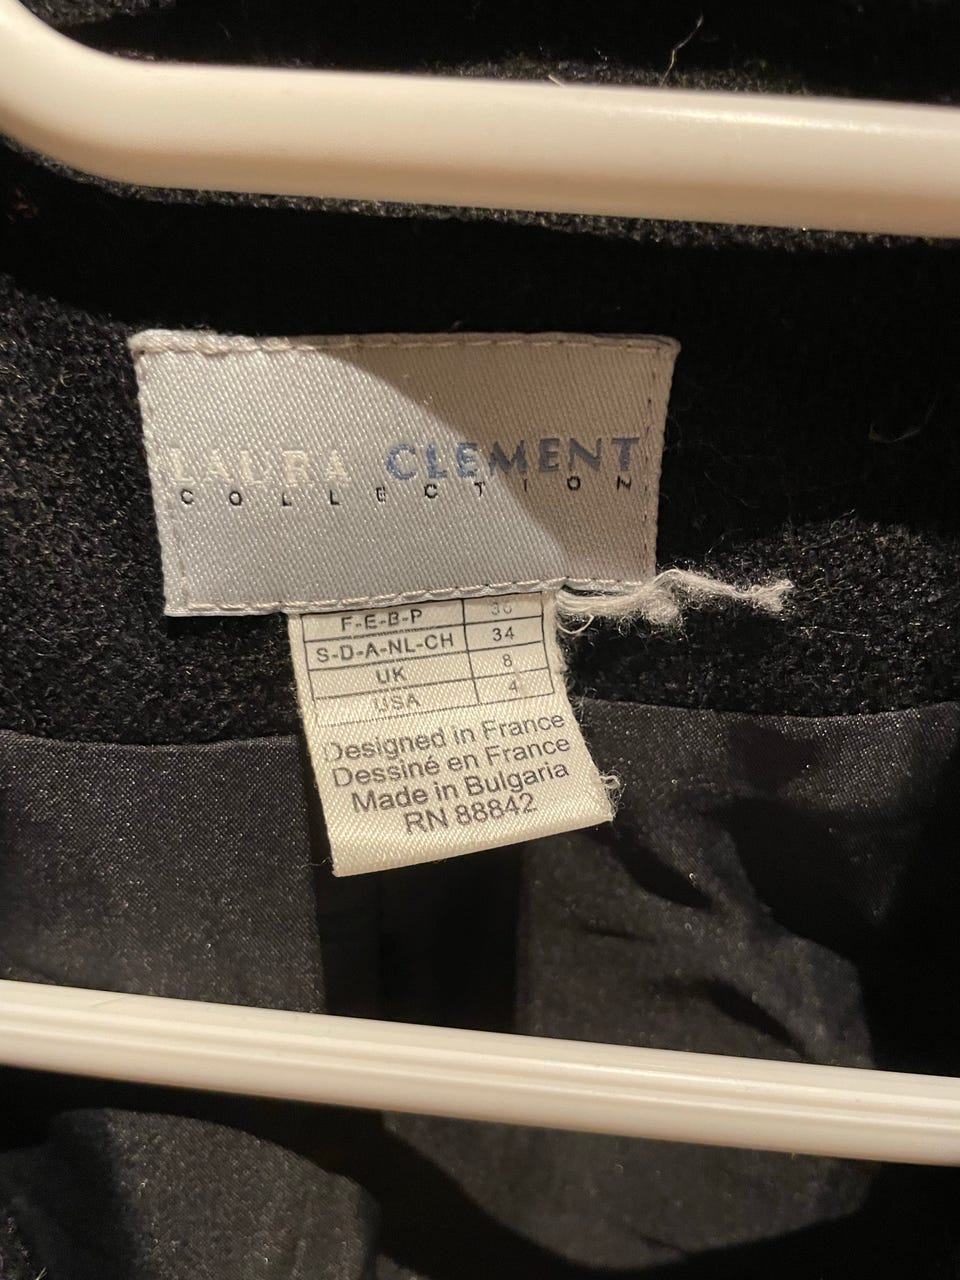 LAURA CLEMENT
COLLECTION
F-E-B-P 36
S-D-A-NL-CH 34
UK 8
USA 4
Designed in France
Dessiné en France
Made in Bulgaria
RN 88842